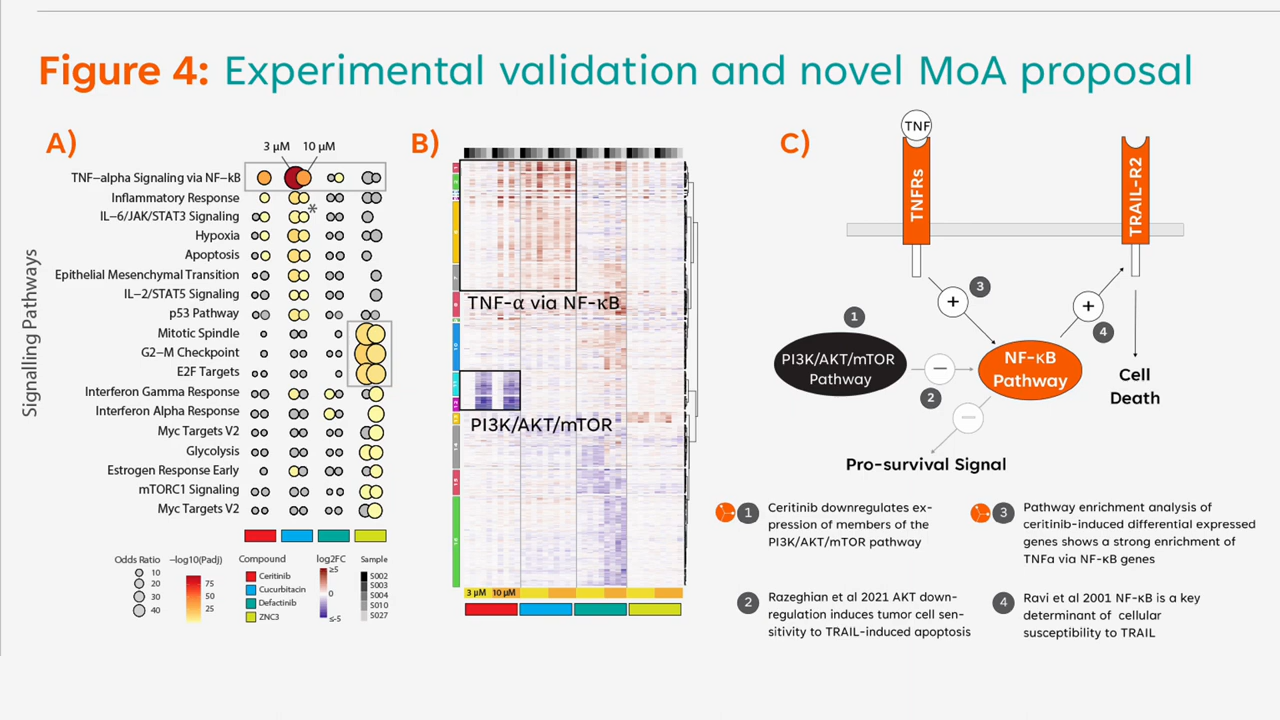 Figure 4: Experimental validation and novel MoA proposal
A)
3 µM 10 µM
Signalling Pathways
TNF−alpha Signaling via NF−kB
Inflammatory Response
*
IL−6/JAK/STAT3 Signaling
Hypoxia
Apoptosis
Epithelial Mesenchymal Transition
IL−2/STAT5 Signaling
p53 Pathway
Mitotic Spindle
G2−M Checkpoint
E2F Targets
Interferon Gamma Response
Interferon Alpha Response
Myc Targets V2
Glycolysis
Estrogen Response Early
mTORC1 Signaling
Myc Targets V2
Odds Ratio
10
20
30
40
−log10(Padj)
75
50
25
Compound
Ceritinib
Cucurbitacin
Defactinib
ZNC3
log2FC
≥5
0
≤-5
Sample
S002
S003
S004
S010
S027
B)
TNF-α via NF-κB
PI3K/AKT/mTOR
3 µM 10 µM
C)
TNF
TNFRs
TRAIL-R2
+
3
1
+
4
PI3K/AKT/mTOR
Pathway
−
2
NF-κB
Pathway
−
Cell
Death
Pro-survival Signal
1
Ceritinib downregulates ex-
pression of members of the
PI3K/AKT/mTOR pathway
2
Razeghian et al 2021 AKT down-
regulation induces tumor cell sen-
sitivity to TRAIL-induced apoptosis
3
Pathway enrichment analysis of
ceritinib-induced differential expressed
genes shows a strong enrichment of
TNFα via NF-κB genes
4
Ravi et al 2001 NF-κB is a key
determinant of cellular
susceptibility to TRAIL